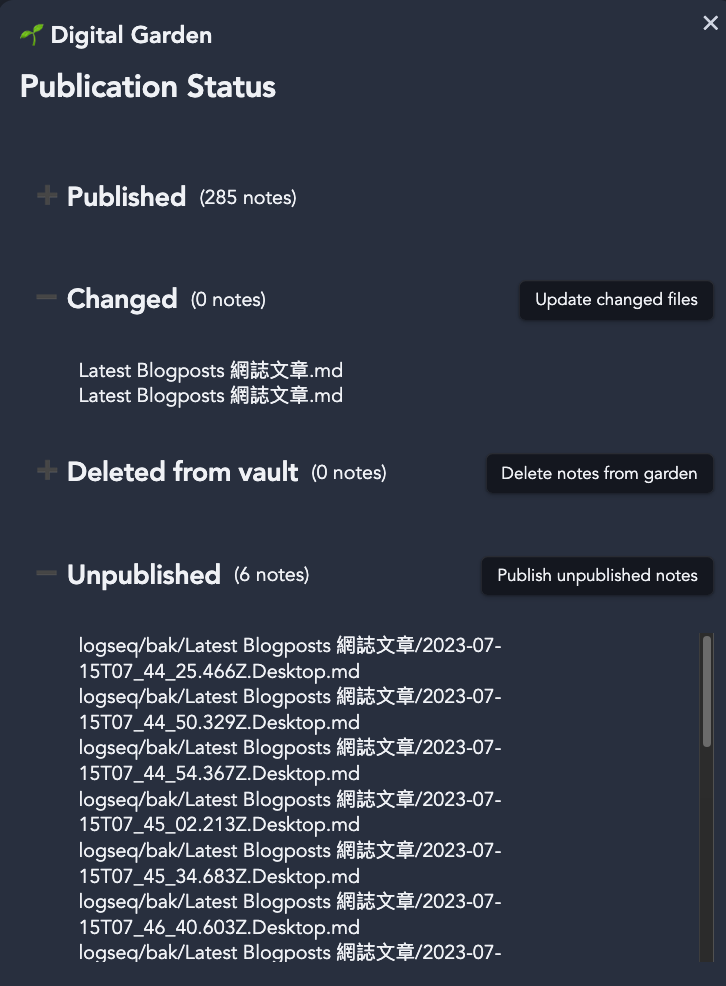 Digital Garden
Publication Status
Published (285 notes)
Changed (0 notes) Update changed files
Latest Blogposts 網誌文章.md
Latest Blogposts 網誌文章.md
Deleted from vault (0 notes) Delete notes from garden
Unpublished (6 notes) Publish unpublished notes
logseq/bak/Latest Blogposts 網誌文章/2023-07-
15T07_44_25.466Z.Desktop.md
logseq/bak/Latest Blogposts 網誌文章/2023-07-
15T07_44_50.329Z.Desktop.md
logseq/bak/Latest Blogposts 網誌文章/2023-07-
15T07_44_54.367Z.Desktop.md
logseq/bak/Latest Blogposts 網誌文章/2023-07-
15T07_45_02.213Z.Desktop.md
logseq/bak/Latest Blogposts 網誌文章/2023-07-
15T07_45_34.683Z.Desktop.md
logseq/bak/Latest Blogposts 網誌文章/2023-07-
15T07_46_40.603Z.Desktop.md
logseq/bak/Latest Blogposts 網誌文章/2023-07-